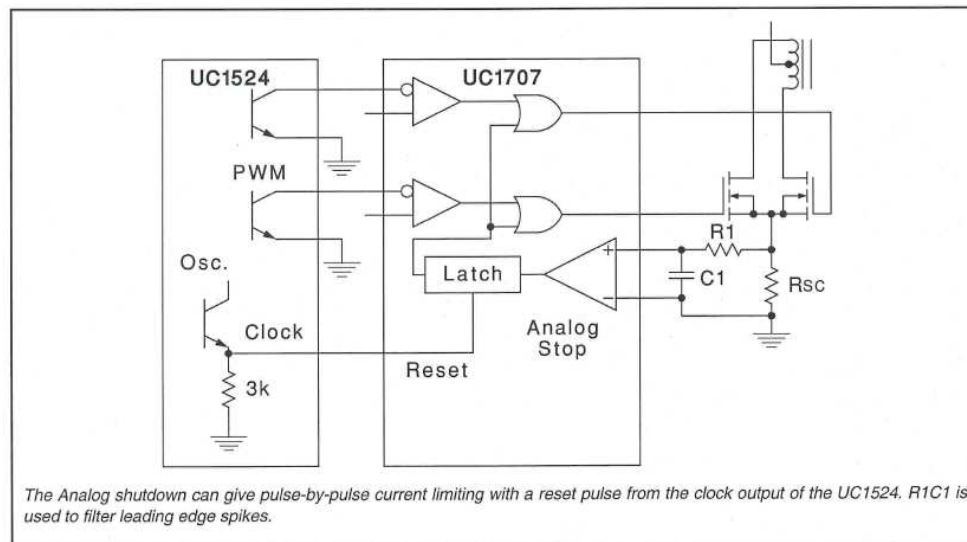 UC1524
UC1707
PWM
R1
Osc.
+
Latch
C1
Rsc
−
Clock
Analog
Stop
Reset
3k
The Analog shutdown can give pulse-by-pulse current limiting with a reset pulse from the clock output of the UC1524. R1C1 is
used to filter leading edge spikes.